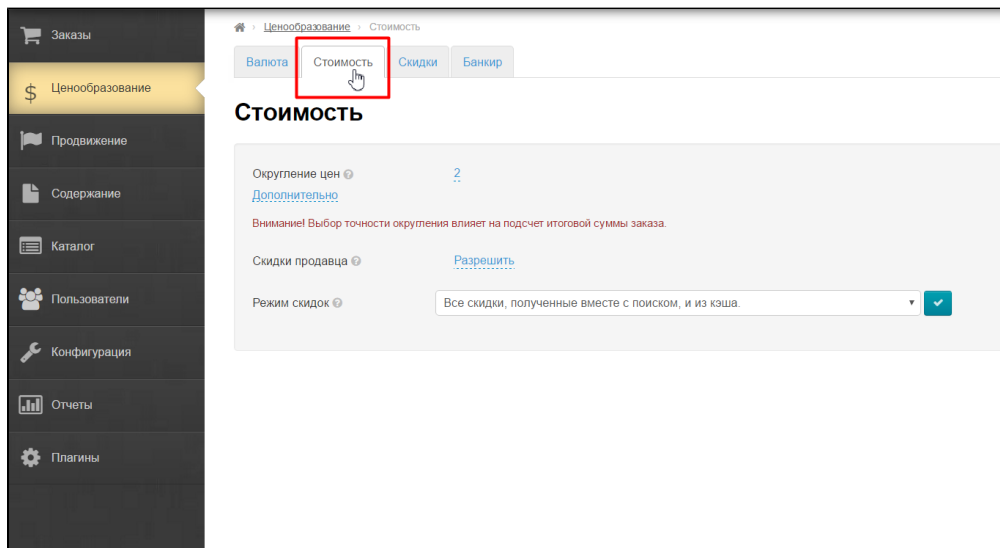 Заказы
Ценообразование
Продвижение
Содержание
Каталог
Пользователи
Конфигурация
Отчеты
Плагины
Ценообразование › Стоимость
Валюта Стоимость Скидки Банкир
Стоимость
Округление цен 2
Дополнительно
Внимание! Выбор точности округления влияет на подсчет итоговой суммы заказа.
Скидки продавца Разрешить
Режим скидок Все скидки, полученные вместе с поиском, и из кэша.